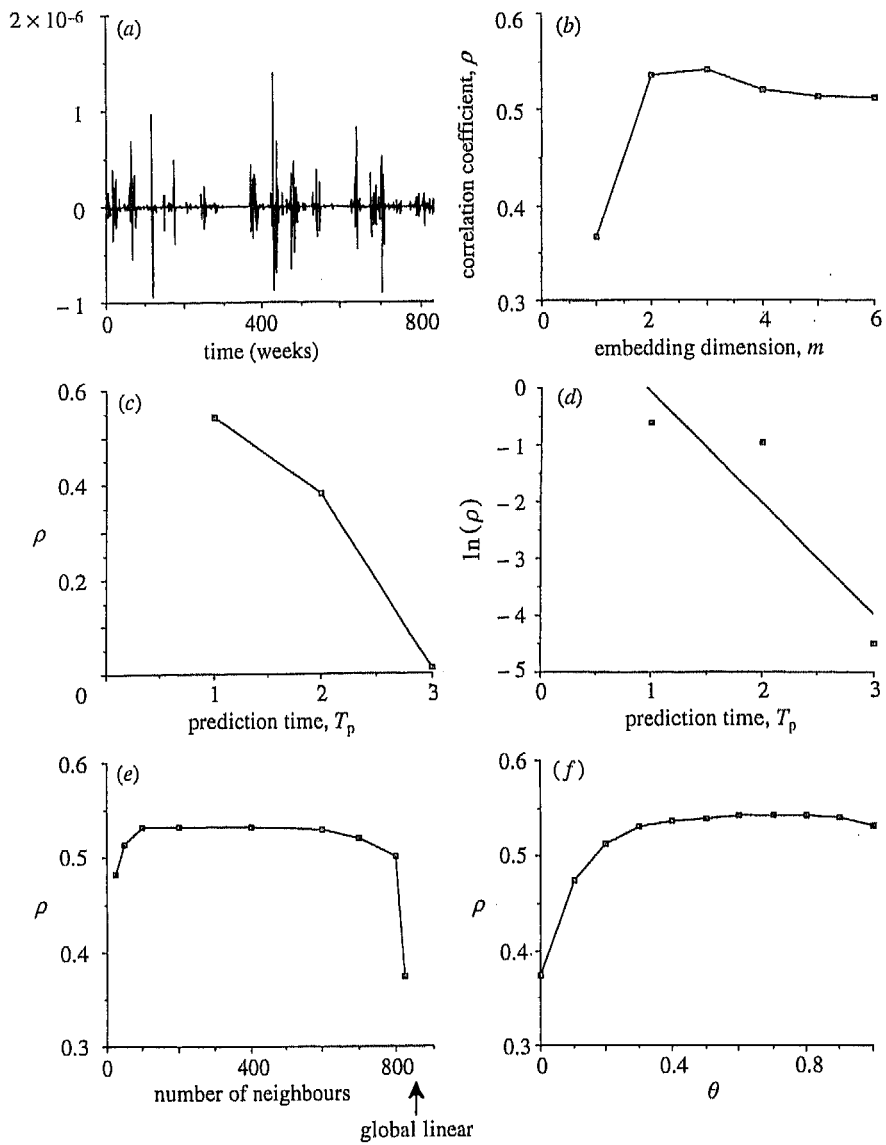 2 × 10⁻⁶
(a)
1
0
− 1
0
400
800
time (weeks)
0.6
(b)
0.5
0.4
0.3
correlation coefficient, ρ
0
2
4
6
embedding dimension, m
0.6
(c)
0.4
0.2
0
ρ
1
2
3
prediction time, Tₚ
0
(d)
− 1
− 2
− 3
− 4
− 5
ln (ρ)
0
1
2
3
prediction time, Tₚ
0.6
(e)
0.5
0.4
0.3
ρ
0
400
800
number of neighbours
global linear
0.6
(f)
0.5
0.4
0.3
ρ
0
0.4
0.8
θ